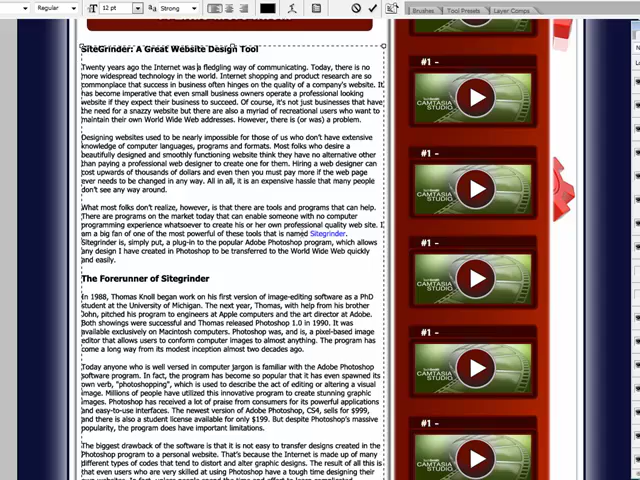 Regular
12 pt
Strong
Brushes
Tool Presets
Layer Comps
SiteGrinder: A Great Website Design Tool
Twenty years ago the Internet was a fledgling way of communicating. Today, there is no
more widespread technology in the world. Internet shopping and product research are so
commonplace that success in business often hinges on the quality of a company's website. It
has become imperative that even small business owners operate a professional looking
website if they expect their business to succeed. Of course, it's not just businesses that have
the need for a snazzy website but there are also a myriad of recreational users who want to
maintain their own World Wide Web addresses. However, there is (or was) a problem.
Designing websites used to be nearly impossible for those of us who don't have extensive
knowledge of computer languages, programs and formats. Most folks who desire a
beautifully designed and smoothly functioning website think they have no alternative other
than paying a professional web designer to create one for them. Hiring a web designer can
cost upwards of thousands of dollars and even then you must pay more if the web page
ever needs to be changed in any way. All in all, it is an expensive hassle that many people
don't see any way around.
What most folks don't realize, however, is that there are tools and programs that can help.
There are programs on the market today that can enable someone with no computer
programming experience whatsoever to create his or her own professional quality web site. I
am a big fan of one of the most powerful of these tools that is named Sitegrinder.
Sitegrinder is, simply put, a plug-in to the popular Adobe Photoshop program, which allows
any design I have created in Photoshop to be transferred to the World Wide Web quickly
and easily.
The Forerunner of Sitegrinder
In 1988, Thomas Knoll began work on his first version of image-editing software as a PhD
student at the University of Michigan. The next year, Thomas, with help from his brother
John, pitched his program to engineers at Apple computers and the art director at Adobe.
Both showings were successful and Thomas released Photoshop 1.0 in 1990. It was
available exclusively on Macintosh computers. Photoshop was, and is, a pixel-based image
editor that allows users to conform computer images to almost anything. The program has
come a long way from its modest inception almost two decades ago.
Today anyone who is well versed in computer jargon is familiar with the Adobe Photoshop
software program. In fact, the program has become so popular that it has even spawned its
own verb, "photoshopping", which is used to describe the act of editing or altering a visual
image. Millions of people have utilized this innovative program to create stunning graphic
images. Photoshop has received a lot of praise from consumers for its powerful applications
and easy-to-use interfaces. The newest version of Adobe Photoshop, CS4, sells for $999,
and there is also a student license available for only $199. But despite Photoshop's massive
popularity, the program does have important limitations.
The biggest drawback of the software is that it is not easy to transfer designs created in the
Photoshop program to a personal website. That's because the Internet is made up of many
different types of codes that tend to distort and alter graphic designs. The result of all this is
that even users who are very skilled at using Photoshop have a tough time designing their
#1 -
CAMTASIA
STUDIO
#1 -
CAMTASIA
STUDIO
#1 -
CAMTASIA
STUDIO
#1 -
CAMTASIA
STUDIO
#1 -
CAMTASIA
STUDIO